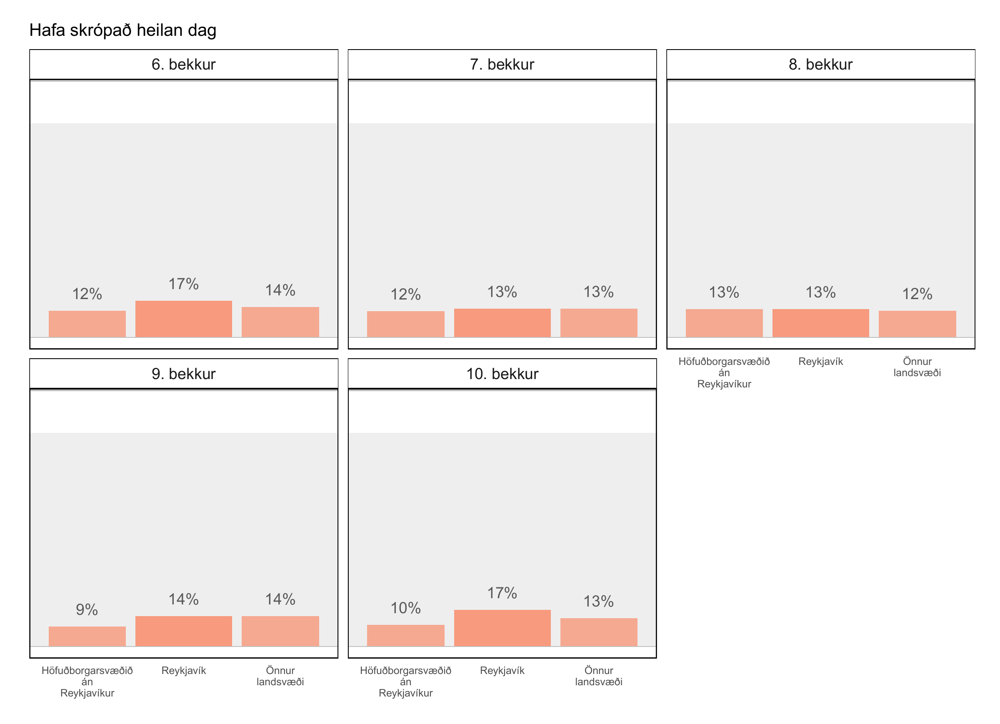 Hafa skrópað heilan dag
6. bekkur
7. bekkur
8. bekkur
12%
17%
14%
12%
13%
13%
13%
13%
12%
Höfuðborgarsvæðið
án
Reykjavíkur
Reykjavík
Önnur
landsvæði
9. bekkur
10. bekkur
9%
14%
14%
10%
17%
13%
Höfuðborgarsvæðið
án
Reykjavíkur
Reykjavík
Önnur
landsvæði
Höfuðborgarsvæðið
án
Reykjavíkur
Reykjavík
Önnur
landsvæði